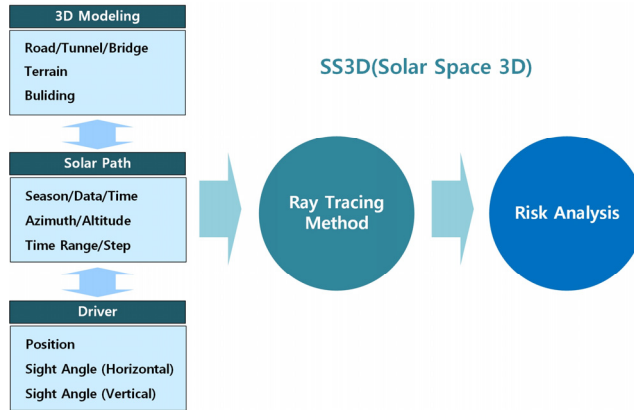 3D Modeling
Road/Tunnel/Bridge
Terrain
Buliding
SS3D(Solar Space 3D)
Solar Path
Season/Data/Time
Azimuth/Altitude
Time Range/Step
Ray Tracing
Method
Risk Analysis
Driver
Position
Sight Angle (Horizontal)
Sight Angle (Vertical)